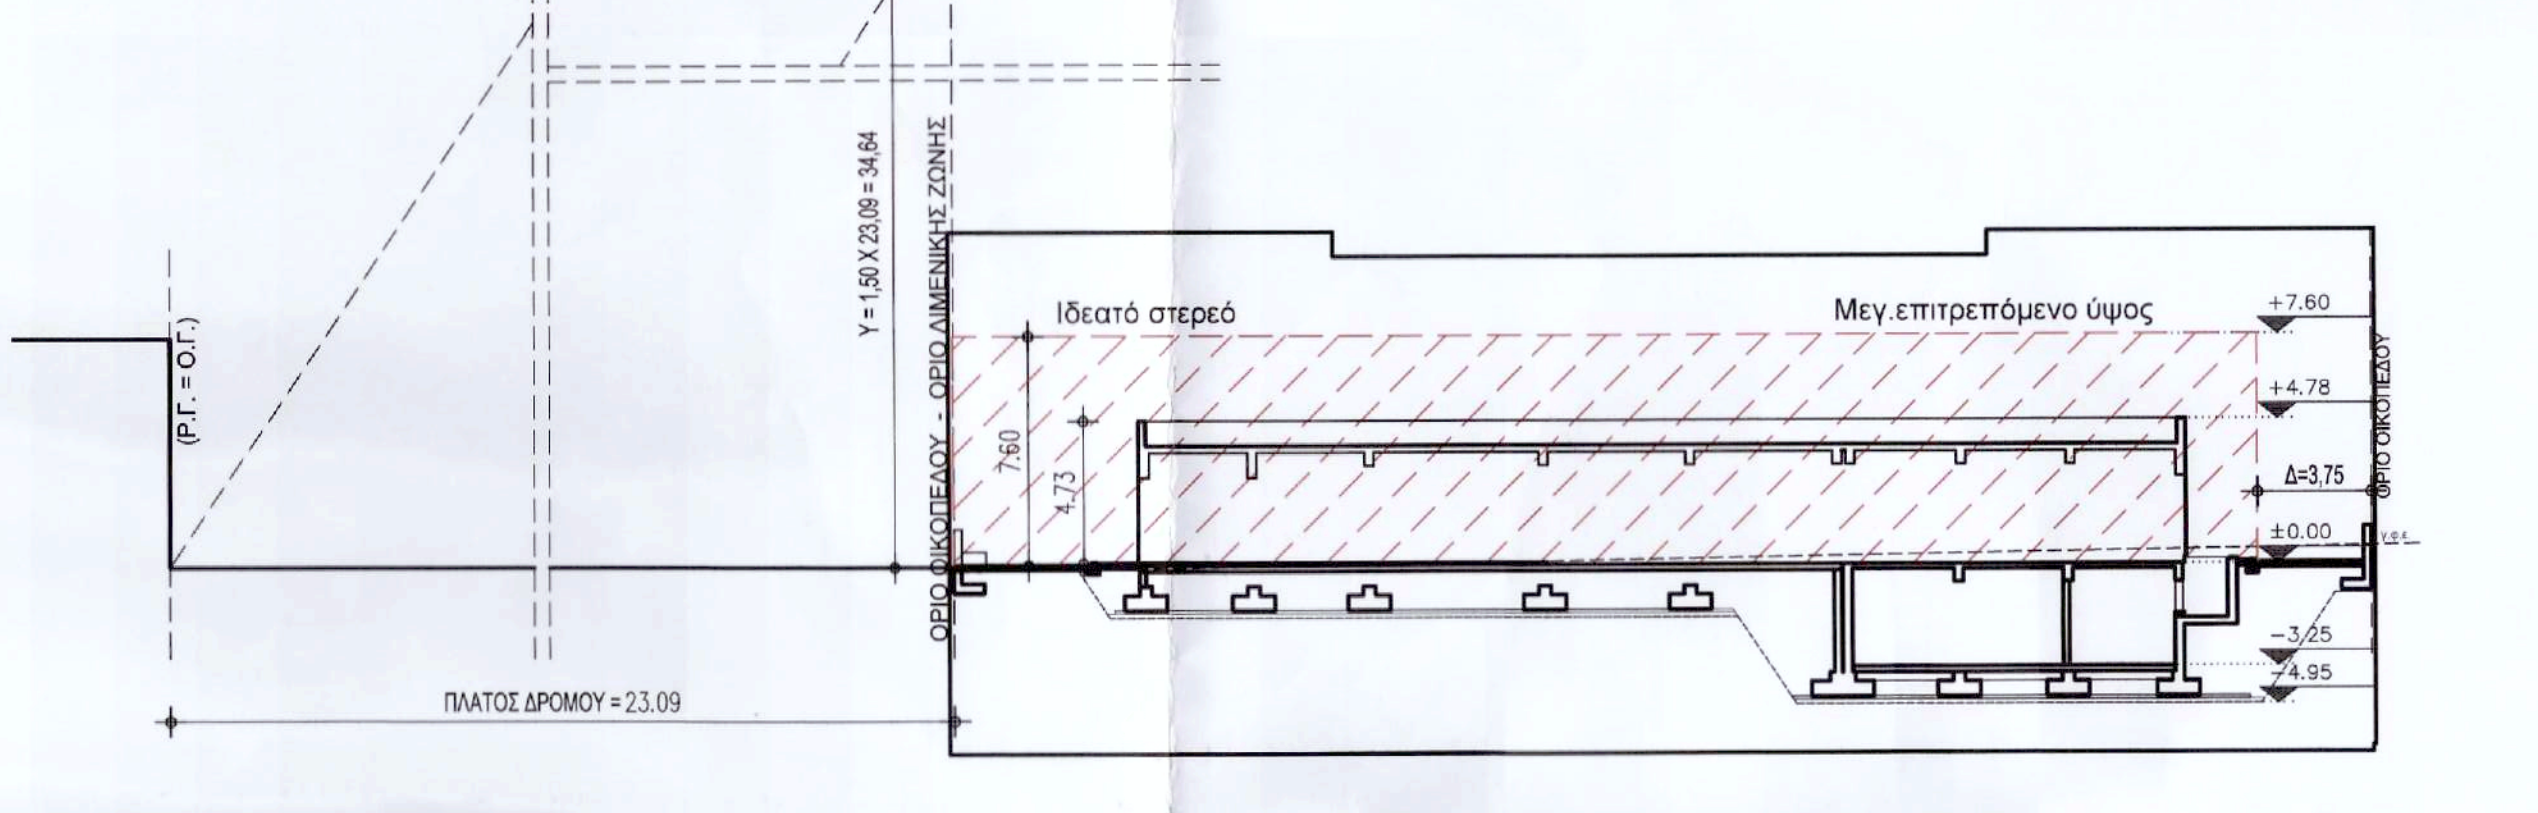 Y = 1,50 X 23,09 = 34,64
ΟΡΙΟ ΟΙΚΟΠΕΔΟΥ - ΟΡΙΟ ΛΙΜΕΝΙΚΗΣ ΖΩΝΗΣ
(Ρ.Γ. = Ο.Γ.)
Ιδεατό στερεό
Μεγ.επιτρεπόμενο ύψος
+7.60
+4.78
ΟΡΙΟ ΟΙΚΟΠΕΔΟΥ
7.60
4.73
Δ=3,75
±0.00
γ.φ.ε.
-3,25
-4.95
ΠΛΑΤΟΣ ΔΡΟΜΟΥ = 23.09